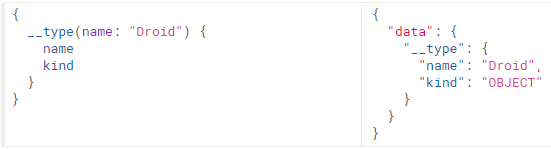 {
  __type(name: "Droid") {
    name
    kind
  }
}
{
  "data": {
    "__type": {
      "name": "Droid",
      "kind": "OBJECT"
    }
  }
}